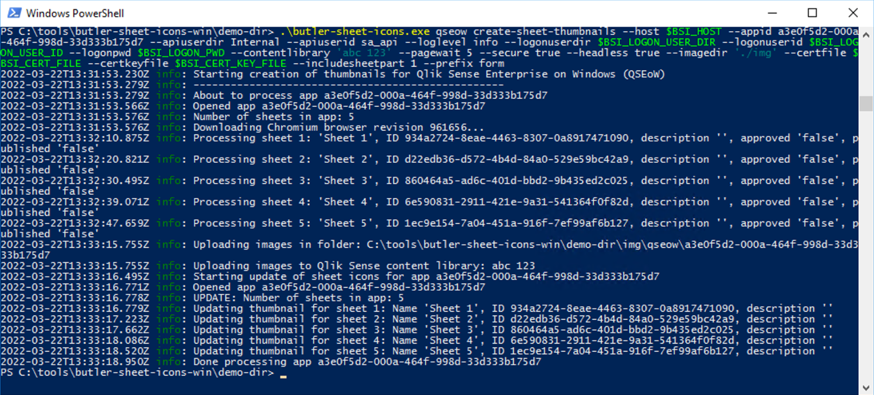 Windows PowerShell
PS C:\tools\butler-sheet-icons-win\demo-dir> .\butler-sheet-icons.exe qseow create-sheet-thumbnails --host $BSI_HOST --appid a3e0f5d2-000a
-464f-998d-33d333b175d7 --apiuserdir Internal --apiuserid sa_api --loglevel info --logonuserdir $BSI_LOGON_USER_DIR --logonuserid $BSI_LOG
ON_USER_ID --logonpwd $BSI_LOGON_PWD --contentlibrary 'abc 123' --pagewait 5 --secure true --headless true --imagedir './img' --certfile $
BSI_CERT_FILE --certkeyfile $BSI_CERT_KEY_FILE --includesheetpart 1 --prefix form
2022-03-22T13:31:53.230Z info: Starting creation of thumbnails for Qlik Sense Enterprise on Windows (QSEoW)
2022-03-22T13:31:53.279Z info: --------------------------------------------------
2022-03-22T13:31:53.279Z info: About to process app a3e0f5d2-000a-464f-998d-33d333b175d7
2022-03-22T13:31:53.566Z info: Opened app a3e0f5d2-000a-464f-998d-33d333b175d7
2022-03-22T13:31:53.576Z info: Number of sheets in app: 5
2022-03-22T13:31:53.576Z info: Downloading Chromium browser revision 961656...
2022-03-22T13:32:10.875Z info: Processing sheet 1: 'Sheet 1', ID 934a2724-8eae-4463-8307-0a8917471090, description '', approved 'false', p
ublished 'false'
2022-03-22T13:32:20.821Z info: Processing sheet 2: 'Sheet 2', ID d22edb36-d572-4b4d-84a0-529e59bc42a9, description '', approved 'false', p
ublished 'false'
2022-03-22T13:32:30.495Z info: Processing sheet 3: 'Sheet 3', ID 860464a5-ad6c-401d-bbd2-9b435ed2c025, description '', approved 'false', p
ublished 'false'
2022-03-22T13:32:39.071Z info: Processing sheet 4: 'Sheet 4', ID 6e590831-2911-421e-9a31-541364f0f82d, description '', approved 'false', p
ublished 'false'
2022-03-22T13:32:47.659Z info: Processing sheet 5: 'Sheet 5', ID 1ec9e154-7a04-451a-916f-7ef99af6b127, description '', approved 'false', p
ublished 'false'
2022-03-22T13:33:15.755Z info: Uploading images in folder: C:\tools\butler-sheet-icons-win\demo-dir\img\qseow\a3e0f5d2-000a-464f-998d-33d3
33b175d7
2022-03-22T13:33:15.755Z info: Uploading images to Qlik Sense content library: abc 123
2022-03-22T13:33:16.495Z info: Starting update of sheet icons for app a3e0f5d2-000a-464f-998d-33d333b175d7
2022-03-22T13:33:16.771Z info: Opened app a3e0f5d2-000a-464f-998d-33d333b175d7
2022-03-22T13:33:16.778Z info: UPDATE: Number of sheets in app: 5
2022-03-22T13:33:16.779Z info: Updating thumbnail for sheet 1: Name 'Sheet 1', ID 934a2724-8eae-4463-8307-0a8917471090, description ''
2022-03-22T13:33:17.223Z info: Updating thumbnail for sheet 2: Name 'Sheet 2', ID d22edb36-d572-4b4d-84a0-529e59bc42a9, description ''
2022-03-22T13:33:17.662Z info: Updating thumbnail for sheet 3: Name 'Sheet 3', ID 860464a5-ad6c-401d-bbd2-9b435ed2c025, description ''
2022-03-22T13:33:18.086Z info: Updating thumbnail for sheet 4: Name 'Sheet 4', ID 6e590831-2911-421e-9a31-541364f0f82d, description ''
2022-03-22T13:33:18.520Z info: Updating thumbnail for sheet 5: Name 'Sheet 5', ID 1ec9e154-7a04-451a-916f-7ef99af6b127, description ''
2022-03-22T13:33:18.950Z info: Done processing app a3e0f5d2-000a-464f-998d-33d333b175d7
PS C:\tools\butler-sheet-icons-win\demo-dir> _